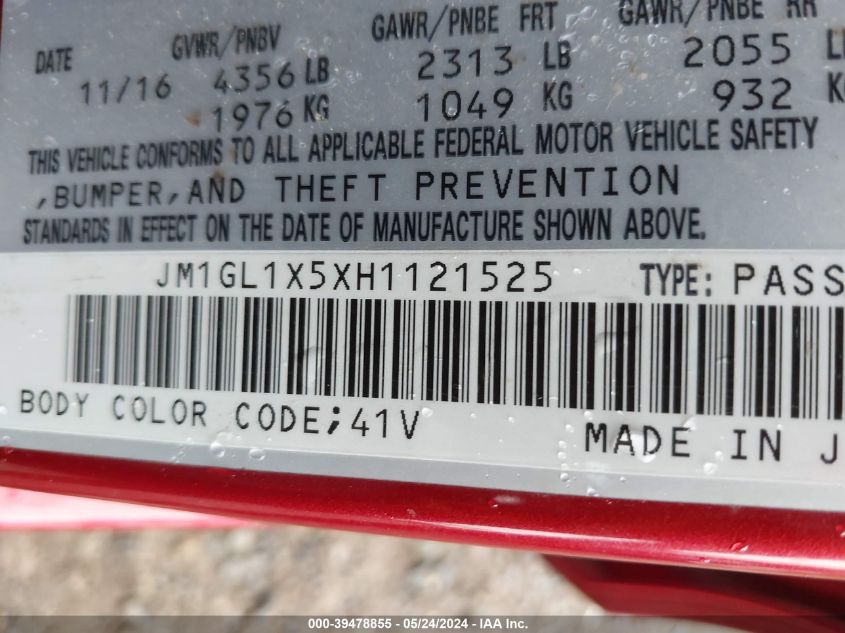 DATE GVWR/PNBV GAWR/PNBE FRT GAWR/PNBE RR
11/16 4356 LB 2313 LB 2055
1976 KG 1049 KG 932
THIS VEHICLE CONFORMS TO ALL APPLICABLE FEDERAL MOTOR VEHICLE SAFETY
,BUMPER,AND THEFT PREVENTION
STANDARDS IN EFFECT ON THE DATE OF MANUFACTURE SHOWN ABOVE.
JM1GL1X5XH1121525 TYPE: PASS
BODY COLOR CODE;41V MADE IN J
000-39478855 — 05/24/2024 — IAA Inc.